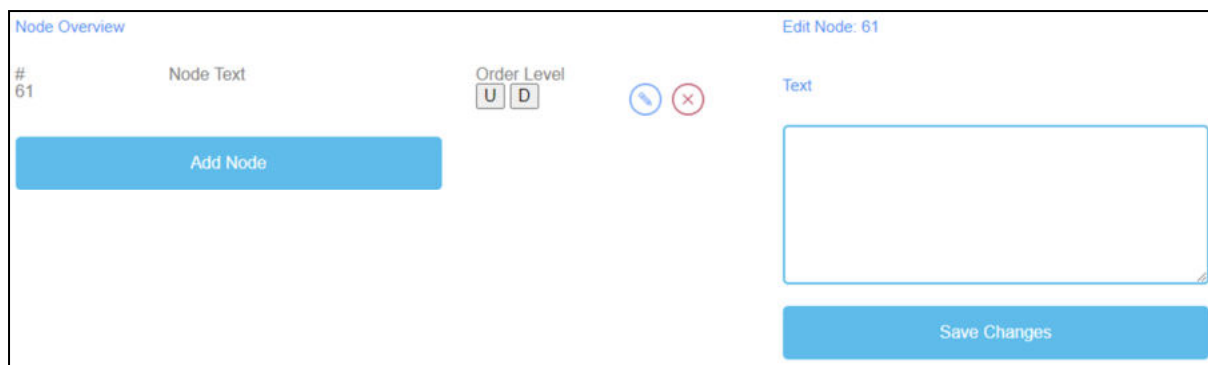 Node Overview
# Node Text Order Level
61 U D
Add Node
Edit Node: 61
Text
Save Changes